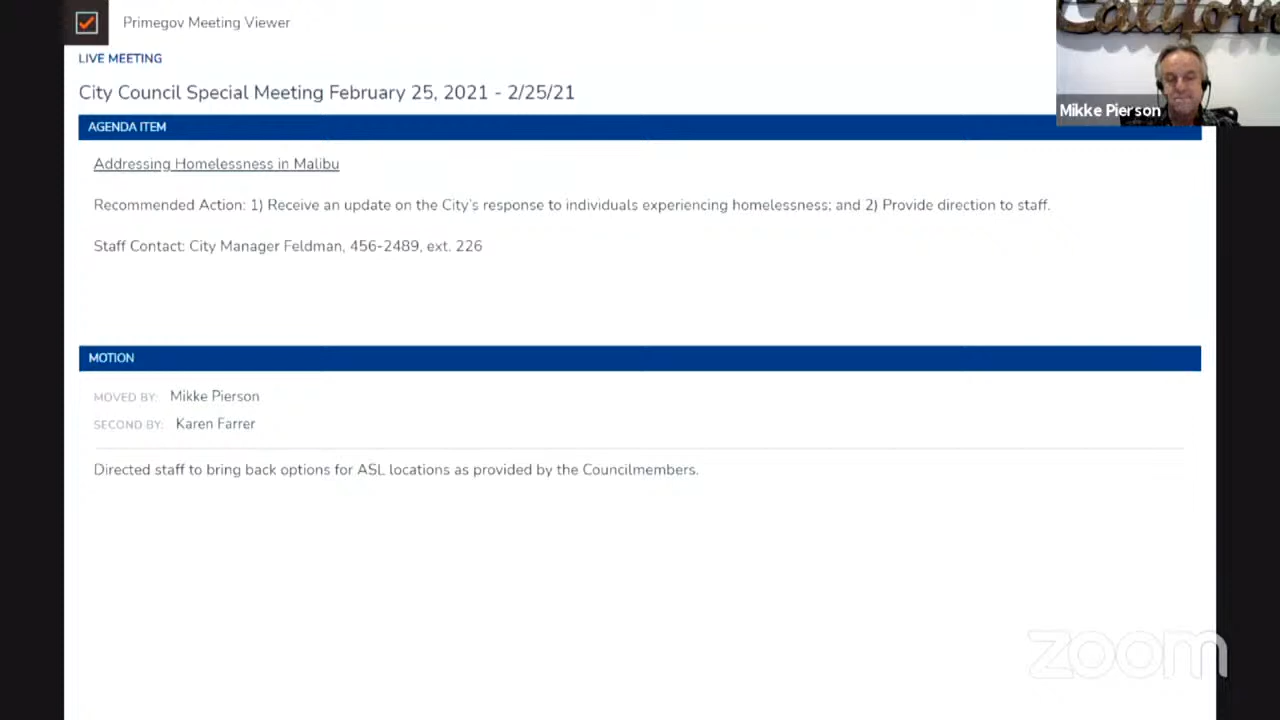 Primegov Meeting Viewer
LIVE MEETING
City Council Special Meeting February 25, 2021 - 2/25/21
Mikke Pierson
AGENDA ITEM
Addressing Homelessness in Malibu
Recommended Action: 1) Receive an update on the City's response to individuals experiencing homelessness; and 2) Provide direction to staff.
Staff Contact: City Manager Feldman, 456-2489, ext. 226
MOTION
MOVED BY: Mikke Pierson
SECOND BY: Karen Farrer
Directed staff to bring back options for ASL locations as provided by the Councilmembers.
zoom